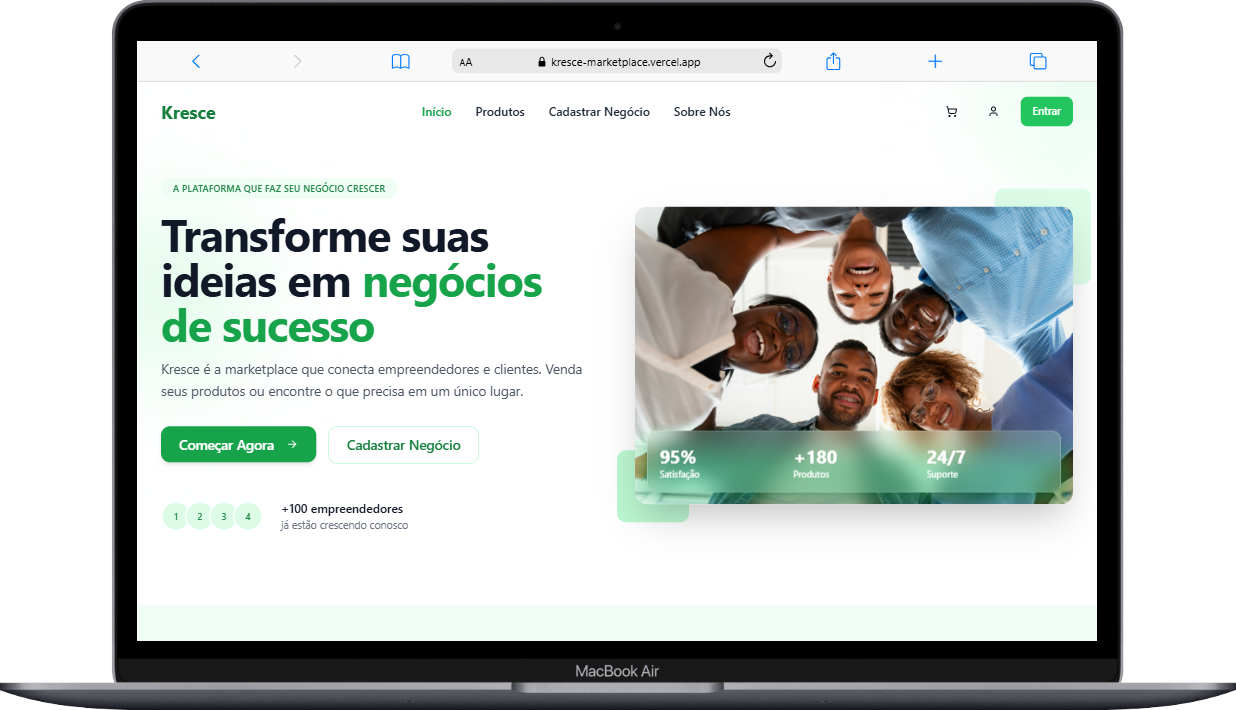 AA kresce-marketplace.vercel.app
Kresce
Início Produtos Cadastrar Negócio Sobre Nós
Entrar
A PLATAFORMA QUE FAZ SEU NEGÓCIO CRESCER
Transforme suas
ideias em negócios
de sucesso
Kresce é a marketplace que conecta empreendedores e clientes. Venda
seus produtos ou encontre o que precisa em um único lugar.
Começar Agora → Cadastrar Negócio
1 2 3 4
+100 empreendedores
já estão crescendo conosco
95% +180 24/7
Satisfação Produtos Suporte
MacBook Air